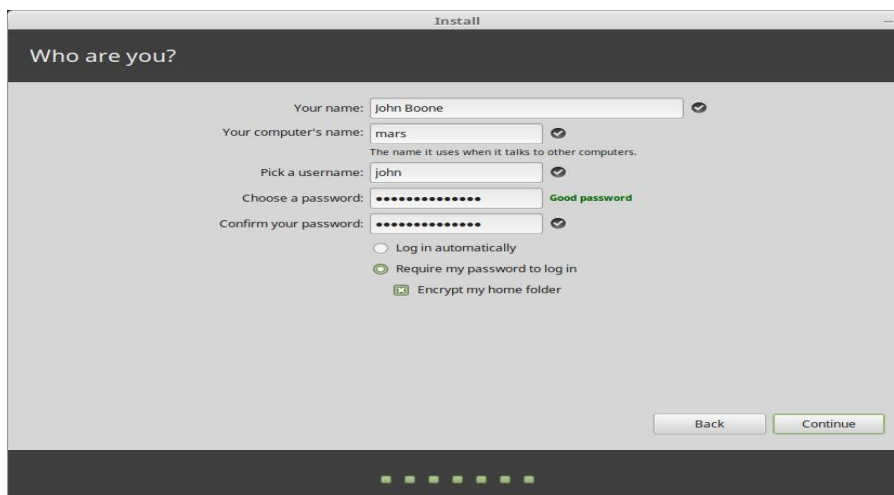 Install
Who are you?
Your name: John Boone
Your computer's name: mars
The name it uses when it talks to other computers.
Pick a username: john
Choose a password: ●●●●●●●●●●●●●● Good password
Confirm your password: ●●●●●●●●●●●●●●
Log in automatically
Require my password to log in
Encrypt my home folder
Back Continue